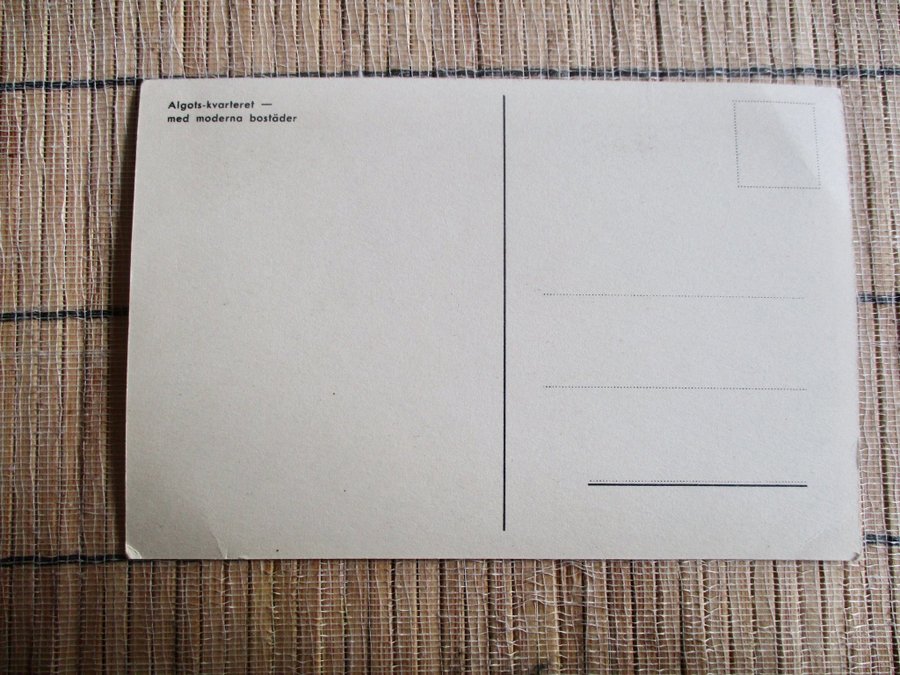 Algots-kvarteret —
med moderna bostäder